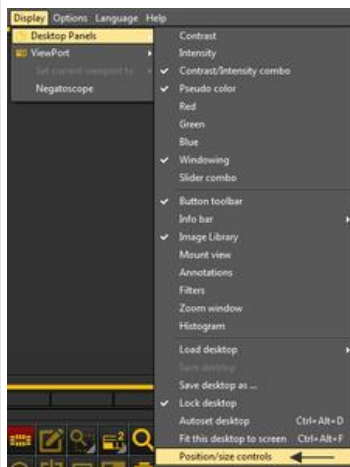 Display Options Language Help
Desktop Panels
ViewPort
Set current viewport to
Negatoscope
Contrast
Intensity
Contrast/Intensity combo
Pseudo color
Red
Green
Blue
Windowing
Slider combo
Button toolbar
Info bar
Image Library
Mount view
Annotations
Filters
Zoom window
Histogram
Load desktop
Save desktop
Save desktop as ...
Lock desktop
Autoset desktop Ctrl+Alt+D
Fit this desktop to screen Ctrl+Alt+F
Position/size controls